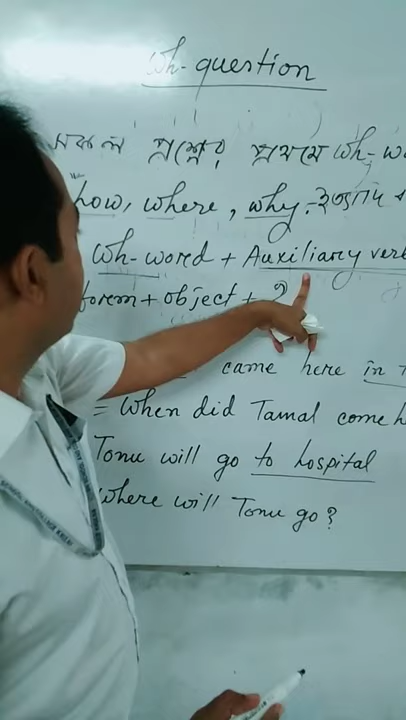 wh-question
সকল প্রশ্নের প্রথমে wh-w
how, where, why. ইত্যাদি
wh-word + Auxiliary verb
form + object + ?
came here in
= when did Tamal come h
Tonu will go to hospital
where will Tonu go?